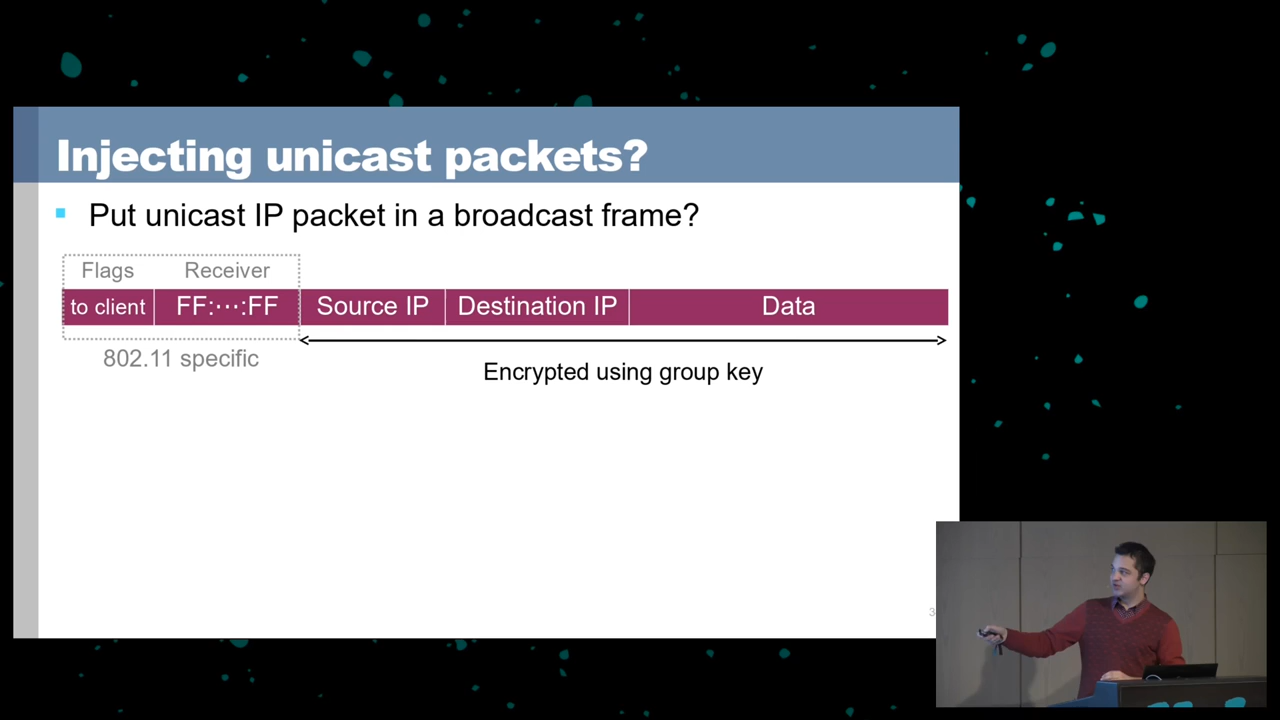 Injecting unicast packets?
Put unicast IP packet in a broadcast frame?
Flags Receiver
to client FF:⋯:FF Source IP Destination IP Data
802.11 specific
Encrypted using group key
3